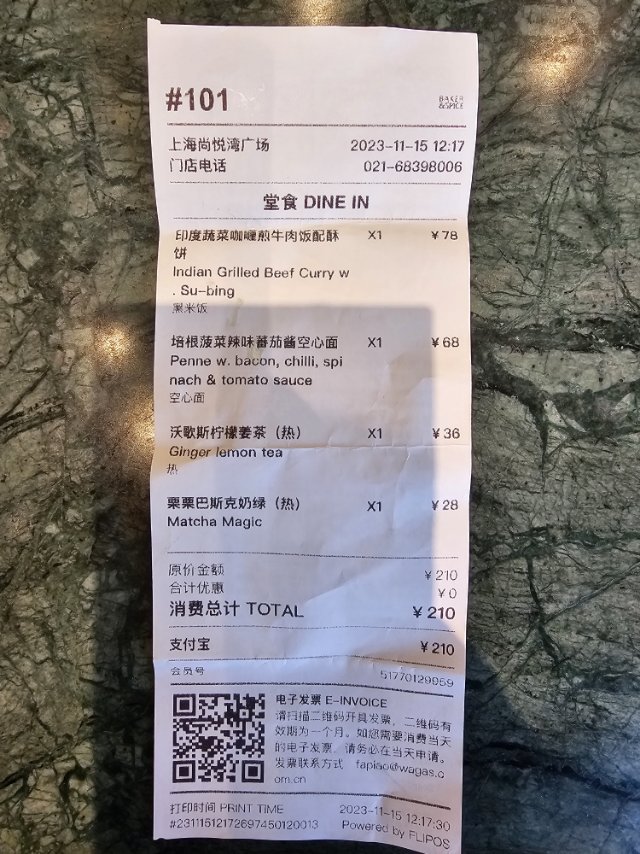 #101
BAKER
&SPICE
上海尚悦湾广场 2023-11-15 12:17
门店电话 021-68398006
堂食 DINE IN
印度蔬菜咖喱煎牛肉饭配酥 X1 ¥78
饼
Indian Grilled Beef Curry w
. Su-bing
黑米饭
培根菠菜辣味蕃茄酱空心面 X1 ¥68
Penne w. bacon, chilli, spi
nach & tomato sauce
空心面
沃歌斯柠檬姜茶（热） X1 ¥36
Ginger lemon tea
热
栗栗巴斯克奶绿（热） X1 ¥28
Matcha Magic
原价金额 ¥210
合计优惠 ¥0
消费总计 TOTAL ¥210
支付宝 ¥210
会员号 51770129959
电子发票 E-INVOICE
请扫描二维码开具发票，二维码有
效期为一个月。如您需要消费当天
的电子发票，请务必在当天申请。
发票联系方式 fapiao@wagas.c
om.cn
打印时间 PRINT TIME 2023-11-15 12:17:30
#23111512172697450120013 Powered by FLIPOS